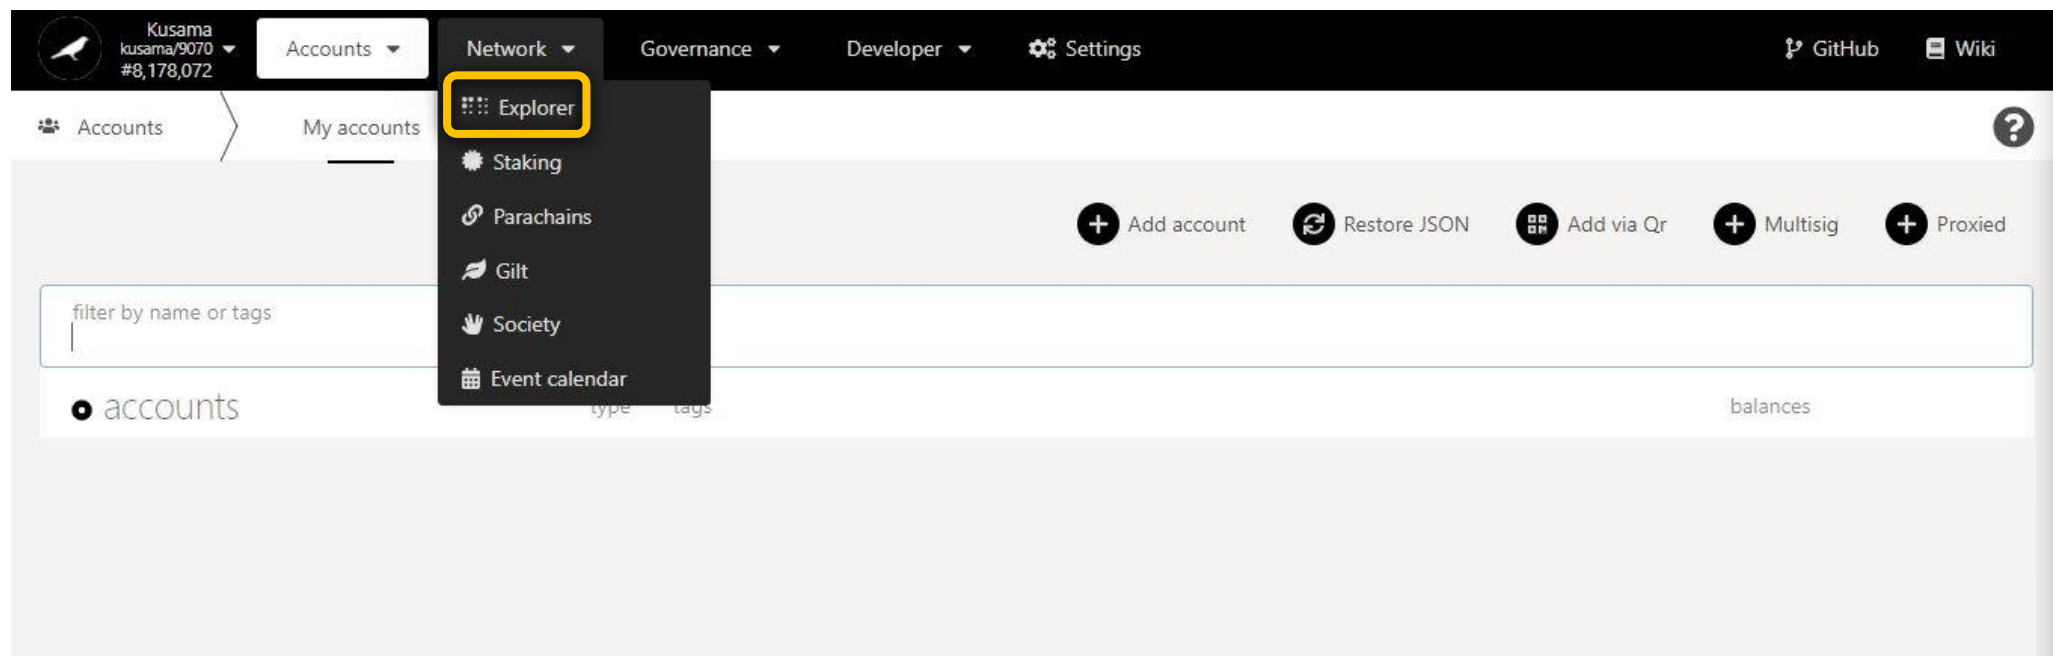 Kusama
kusama/9070
#8,178,072
Accounts
Network
Governance
Developer
Settings
GitHub
Wiki
Accounts
My accounts
Explorer
Staking
Parachains
Gilt
Society
Event calendar
Add account
Restore JSON
Add via Qr
Multisig
Proxied
filter by name or tags
accounts
type
tags
balances